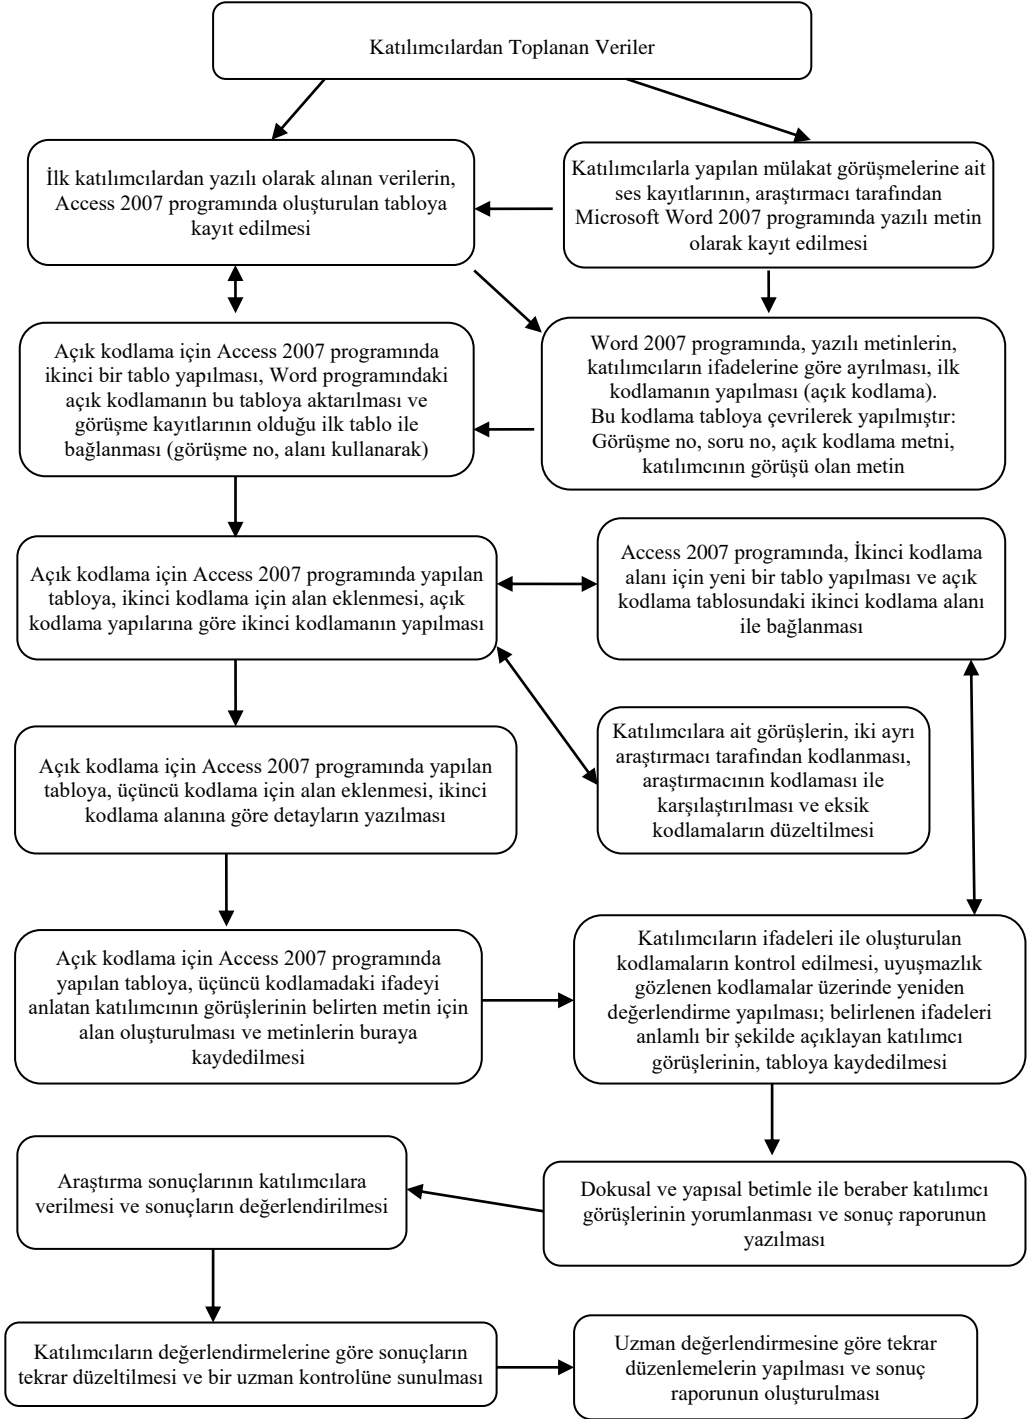 Katılımcılardan Toplanan Veriler
İlk katılımcılardan yazılı olarak alınan verilerin,
Access 2007 programında oluşturulan tabloya
kayıt edilmesi
Katılımcılarla yapılan mülakat görüşmelerine ait
ses kayıtlarının, araştırmacı tarafından
Microsoft Word 2007 programında yazılı metin
olarak kayıt edilmesi
Açık kodlama için Access 2007 programında
ikinci bir tablo yapılması, Word programındaki
açık kodlamanın bu tabloya aktarılması ve
görüşme kayıtlarının olduğu ilk tablo ile
bağlanması (görüşme no, alanı kullanarak)
Word 2007 programında, yazılı metinlerin,
katılımcıların ifadelerine göre ayrılması, ilk
kodlamanın yapılması (açık kodlama).
Bu kodlama tabloya çevrilerek yapılmıştır:
Görüşme no, soru no, açık kodlama metni,
katılımcının görüşü olan metin
Açık kodlama için Access 2007 programında yapılan
tabloya, ikinci kodlama için alan eklenmesi, açık
kodlama yapılarına göre ikinci kodlamanın yapılması
Access 2007 programında, İkinci kodlama
alanı için yeni bir tablo yapılması ve açık
kodlama tablosundaki ikinci kodlama alanı
ile bağlanması
Katılımcılara ait görüşlerin, iki ayrı
araştırmacı tarafından kodlanması,
araştırmacının kodlaması ile
karşılaştırılması ve eksik
kodlamaların düzeltilmesi
Açık kodlama için Access 2007 programında yapılan
tabloya, üçüncü kodlama için alan eklenmesi, ikinci
kodlama alanına göre detayların yazılması
Açık kodlama için Access 2007 programında
yapılan tabloya, üçüncü kodlamadaki ifadeyi
anlatan katılımcının görüşlerinin belirten metin için
alan oluşturulması ve metinlerin buraya
kaydedilmesi
Katılımcıların ifadeleri ile oluşturulan
kodlamaların kontrol edilmesi, uyuşmazlık
gözlenen kodlamalar üzerinde yeniden
değerlendirme yapılması; belirlenen ifadeleri
anlamlı bir şekilde açıklayan katılımcı
görüşlerinin, tabloya kaydedilmesi
Araştırma sonuçlarının katılımcılara
verilmesi ve sonuçların değerlendirilmesi
Dokusal ve yapısal betimle ile beraber katılımcı
görüşlerinin yorumlanması ve sonuç raporunun
yazılması
Katılımcıların değerlendirmelerine göre sonuçların
tekrar düzeltilmesi ve bir uzman kontrolüne sunulması
Uzman değerlendirmesine göre tekrar
düzenlemelerin yapılması ve sonuç
raporunun oluşturulması